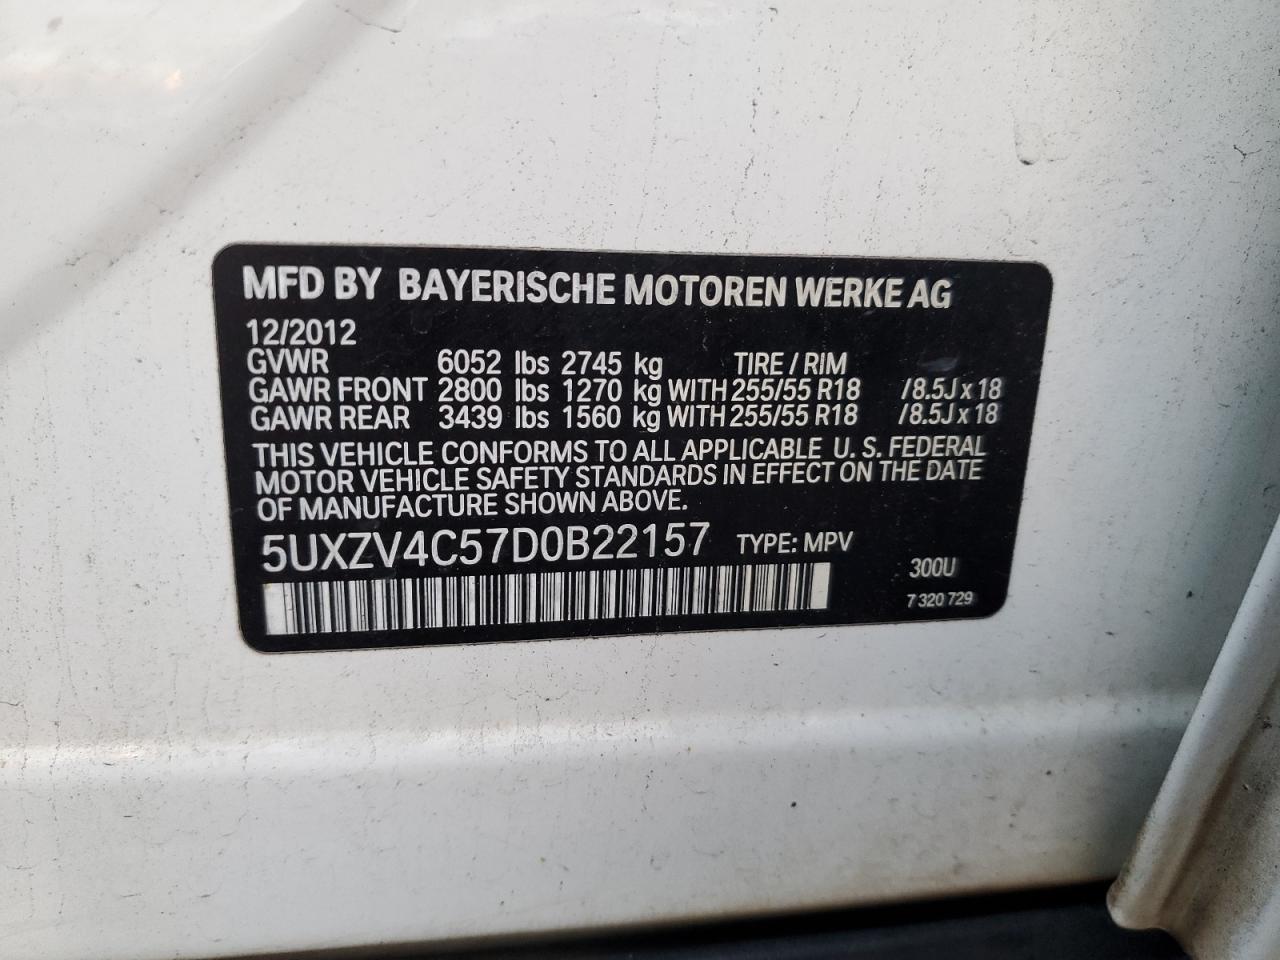 MFD BY BAYERISCHE MOTOREN WERKE AG
12/2012
GVWR 6052 lbs 2745 kg TIRE / RIM
GAWR FRONT 2800 lbs 1270 kg WITH 255/55 R18 /8.5J x 18
GAWR REAR 3439 lbs 1560 kg WITH 255/55 R18 /8.5J x 18
THIS VEHICLE CONFORMS TO ALL APPLICABLE U. S. FEDERAL
MOTOR VEHICLE SAFETY STANDARDS IN EFFECT ON THE DATE
OF MANUFACTURE SHOWN ABOVE.
5UXZV4C57D0B22157 TYPE: MPV
300U
7 320 729